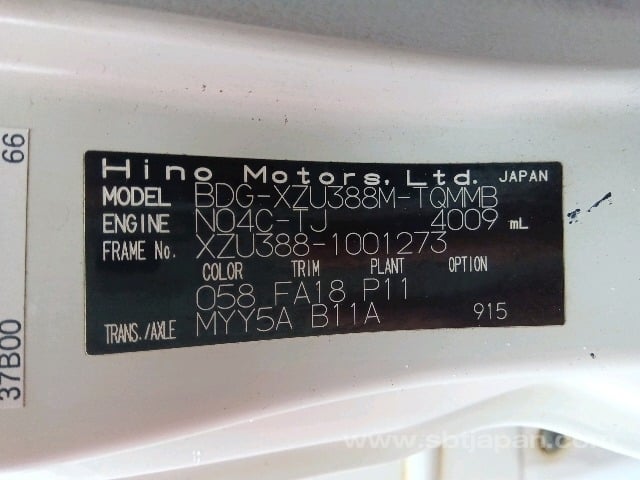 Hino Motors, Ltd. JAPAN
MODEL BDG-XZU388M-TQMMB
ENGINE N04C-TJ 4009 mL
FRAME No. XZU388-1001273
COLOR TRIM PLANT OPTION
058 FA18 P11
TRANS./AXLE MYY5A B11A 915
37B00 66
www.sbtjapan.com